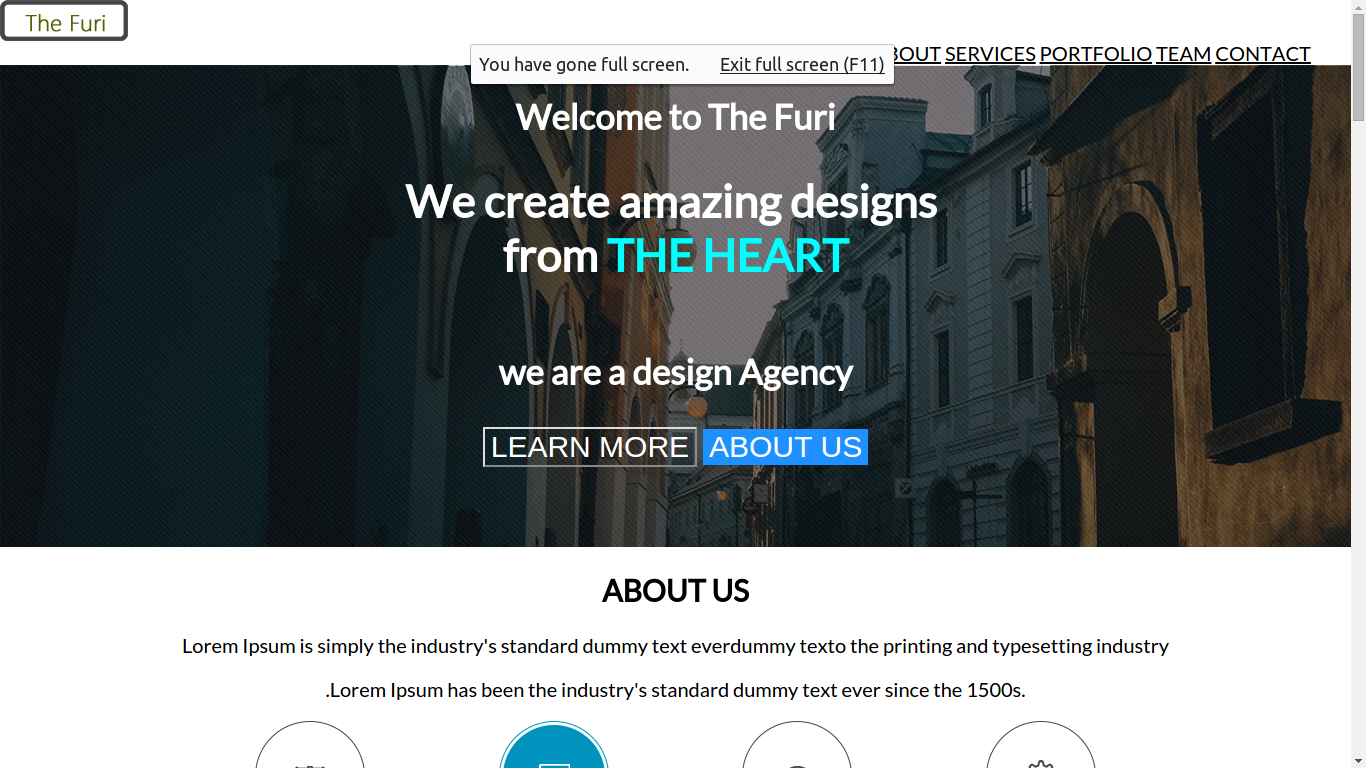 The Furi
BOUT SERVICES PORTFOLIO TEAM CONTACT
You have gone full screen. Exit full screen (F11)
Welcome to The Furi
We create amazing designs
from THE HEART
we are a design Agency
LEARN MORE ABOUT US
ABOUT US
Lorem Ipsum is simply the industry's standard dummy text everdummy texto the printing and typesetting industry
.Lorem Ipsum has been the industry's standard dummy text ever since the 1500s.